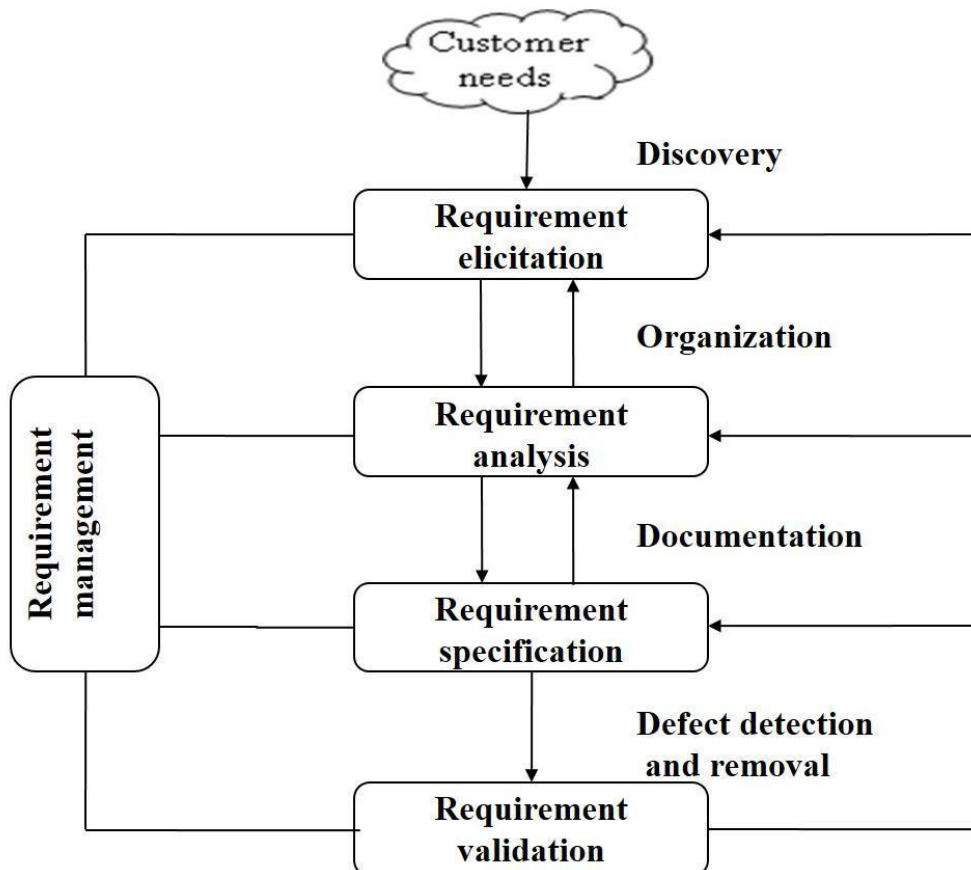 Customer
needs
Discovery
Requirement
elicitation
Organization
Requirement
analysis
Requirement
management
Documentation
Requirement
specification
Defect detection
and removal
Requirement
validation